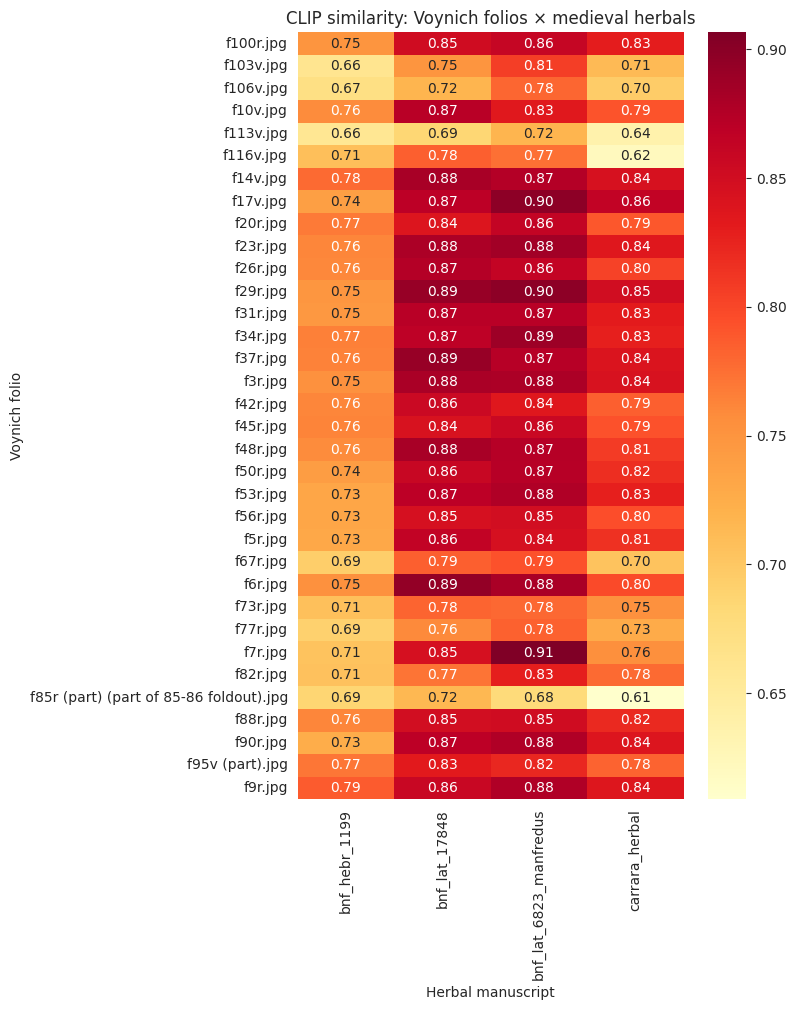 CLIP similarity: Voynich folios × medieval herbals
f100r.jpg 0.75 0.85 0.86 0.83
f103v.jpg 0.66 0.75 0.81 0.71
f106v.jpg 0.67 0.72 0.78 0.70
f10v.jpg 0.76 0.87 0.83 0.79
f113v.jpg 0.66 0.69 0.72 0.64
f116v.jpg 0.71 0.78 0.77 0.62
f14v.jpg 0.78 0.88 0.87 0.84
f17v.jpg 0.74 0.87 0.90 0.86
f20r.jpg 0.77 0.84 0.86 0.79
f23r.jpg 0.76 0.88 0.88 0.84
f26r.jpg 0.76 0.87 0.86 0.80
f29r.jpg 0.75 0.89 0.90 0.85
f31r.jpg 0.75 0.87 0.87 0.83
f34r.jpg 0.77 0.87 0.89 0.83
f37r.jpg 0.76 0.89 0.87 0.84
f3r.jpg 0.75 0.88 0.88 0.84
f42r.jpg 0.76 0.86 0.84 0.79
f45r.jpg 0.76 0.84 0.86 0.79
f48r.jpg 0.76 0.88 0.87 0.81
f50r.jpg 0.74 0.86 0.87 0.82
f53r.jpg 0.73 0.87 0.88 0.83
f56r.jpg 0.73 0.85 0.85 0.80
f5r.jpg 0.73 0.86 0.84 0.81
f67r.jpg 0.69 0.79 0.79 0.70
f6r.jpg 0.75 0.89 0.88 0.80
f73r.jpg 0.71 0.78 0.78 0.75
f77r.jpg 0.69 0.76 0.78 0.73
f7r.jpg 0.71 0.85 0.91 0.76
f82r.jpg 0.71 0.77 0.83 0.78
f85r (part) (part of 85-86 foldout).jpg 0.69 0.72 0.68 0.61
f88r.jpg 0.76 0.85 0.85 0.82
f90r.jpg 0.73 0.87 0.88 0.84
f95v (part).jpg 0.77 0.83 0.82 0.78
f9r.jpg 0.79 0.86 0.88 0.84
Voynich folio
bnf_hebr_1199
bnf_lat_17848
bnf_lat_6823_manfredus
carrara_herbal
Herbal manuscript
0.90
0.85
0.80
0.75
0.70
0.65